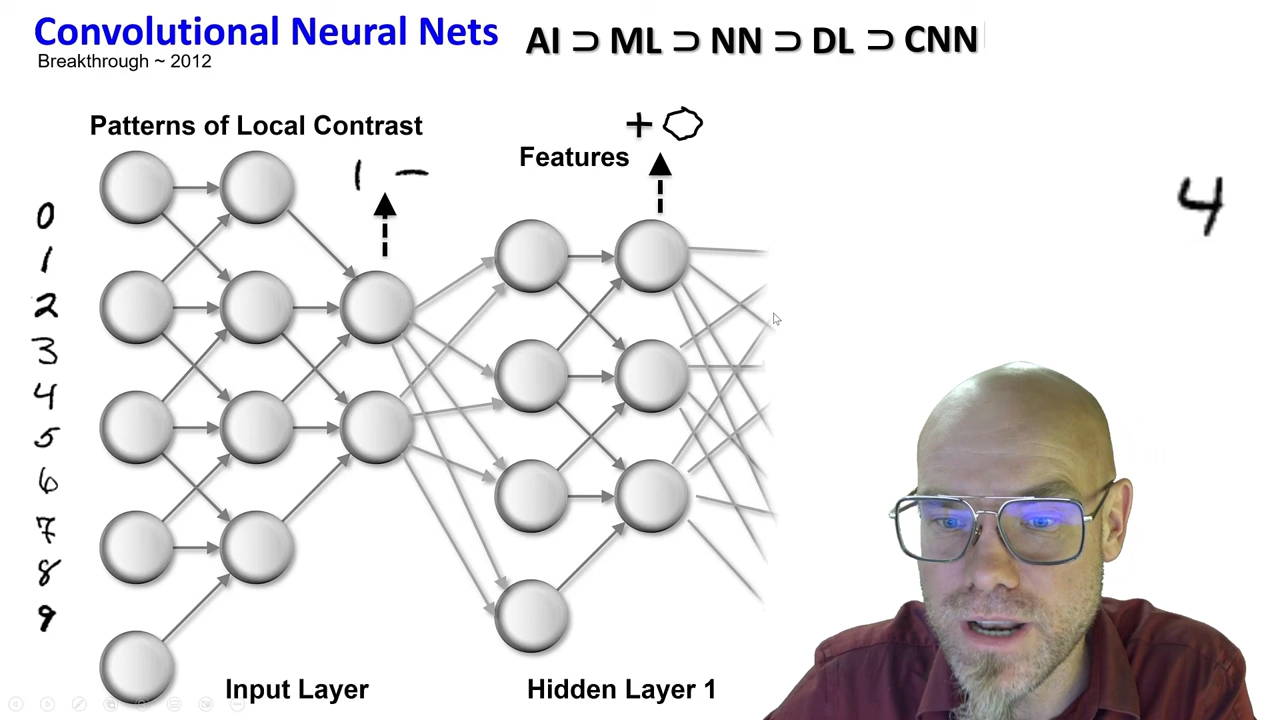 Convolutional Neural Nets
AI ⊃ ML ⊃ NN ⊃ DL ⊃ CNN
Breakthrough ~ 2012
Patterns of Local Contrast
Features
0
1
2
3
4
5
6
7
8
9
4
Input Layer
Hidden Layer 1